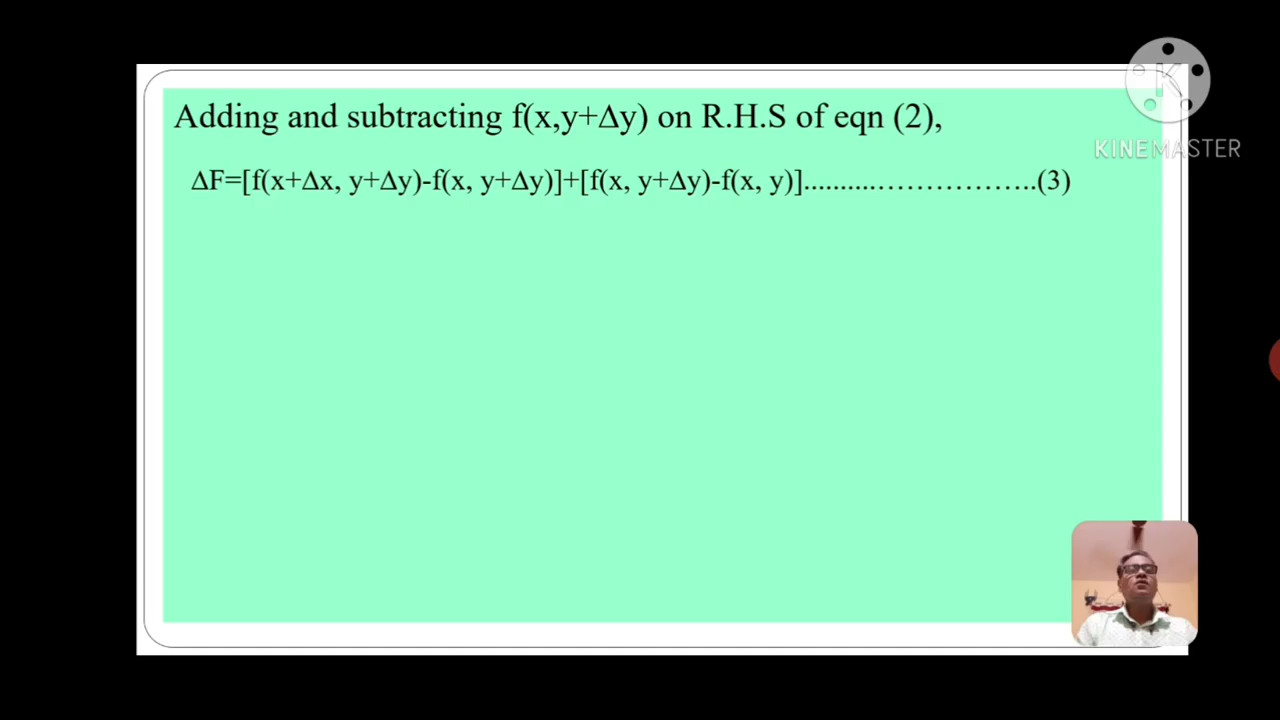 Adding and subtracting f(x,y+Δy) on R.H.S of eqn (2),
ΔF=[f(x+Δx, y+Δy)-f(x, y+Δy)]+[f(x, y+Δy)-f(x, y)]..........……………….(3)
K
KINEMASTER